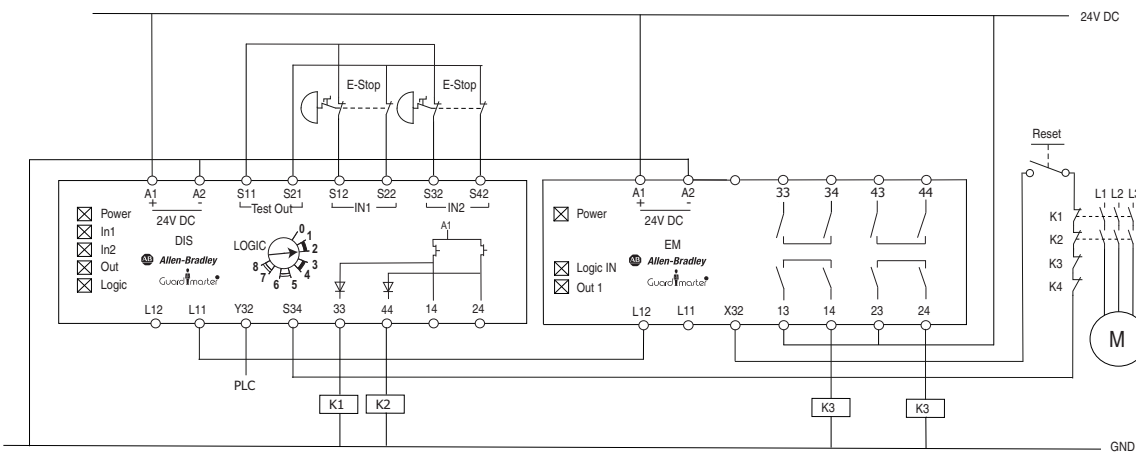 24V DC
E-Stop E-Stop
Reset
A1 A2 S11 S21 S12 S22 S32 S42
+ - Test Out IN1 IN2
24V DC
Power
In1
In2
Out
Logic
DIS
AB Allen-Bradley
Guardmaster
LOGIC
0
1
2
3
4
5
6
7
8
A1
L12 L11 Y32 S34 33 44 14 24
PLC
K1 K2
A1 A2 33 34 43 44
+ -
24V DC
Power
EM
AB Allen-Bradley
Guardmaster
Logic IN
Out 1
L12 L11 X32 13 14 23 24
K3 K3
L1 L2 L3
K1
K2
K3
K4
M
GND